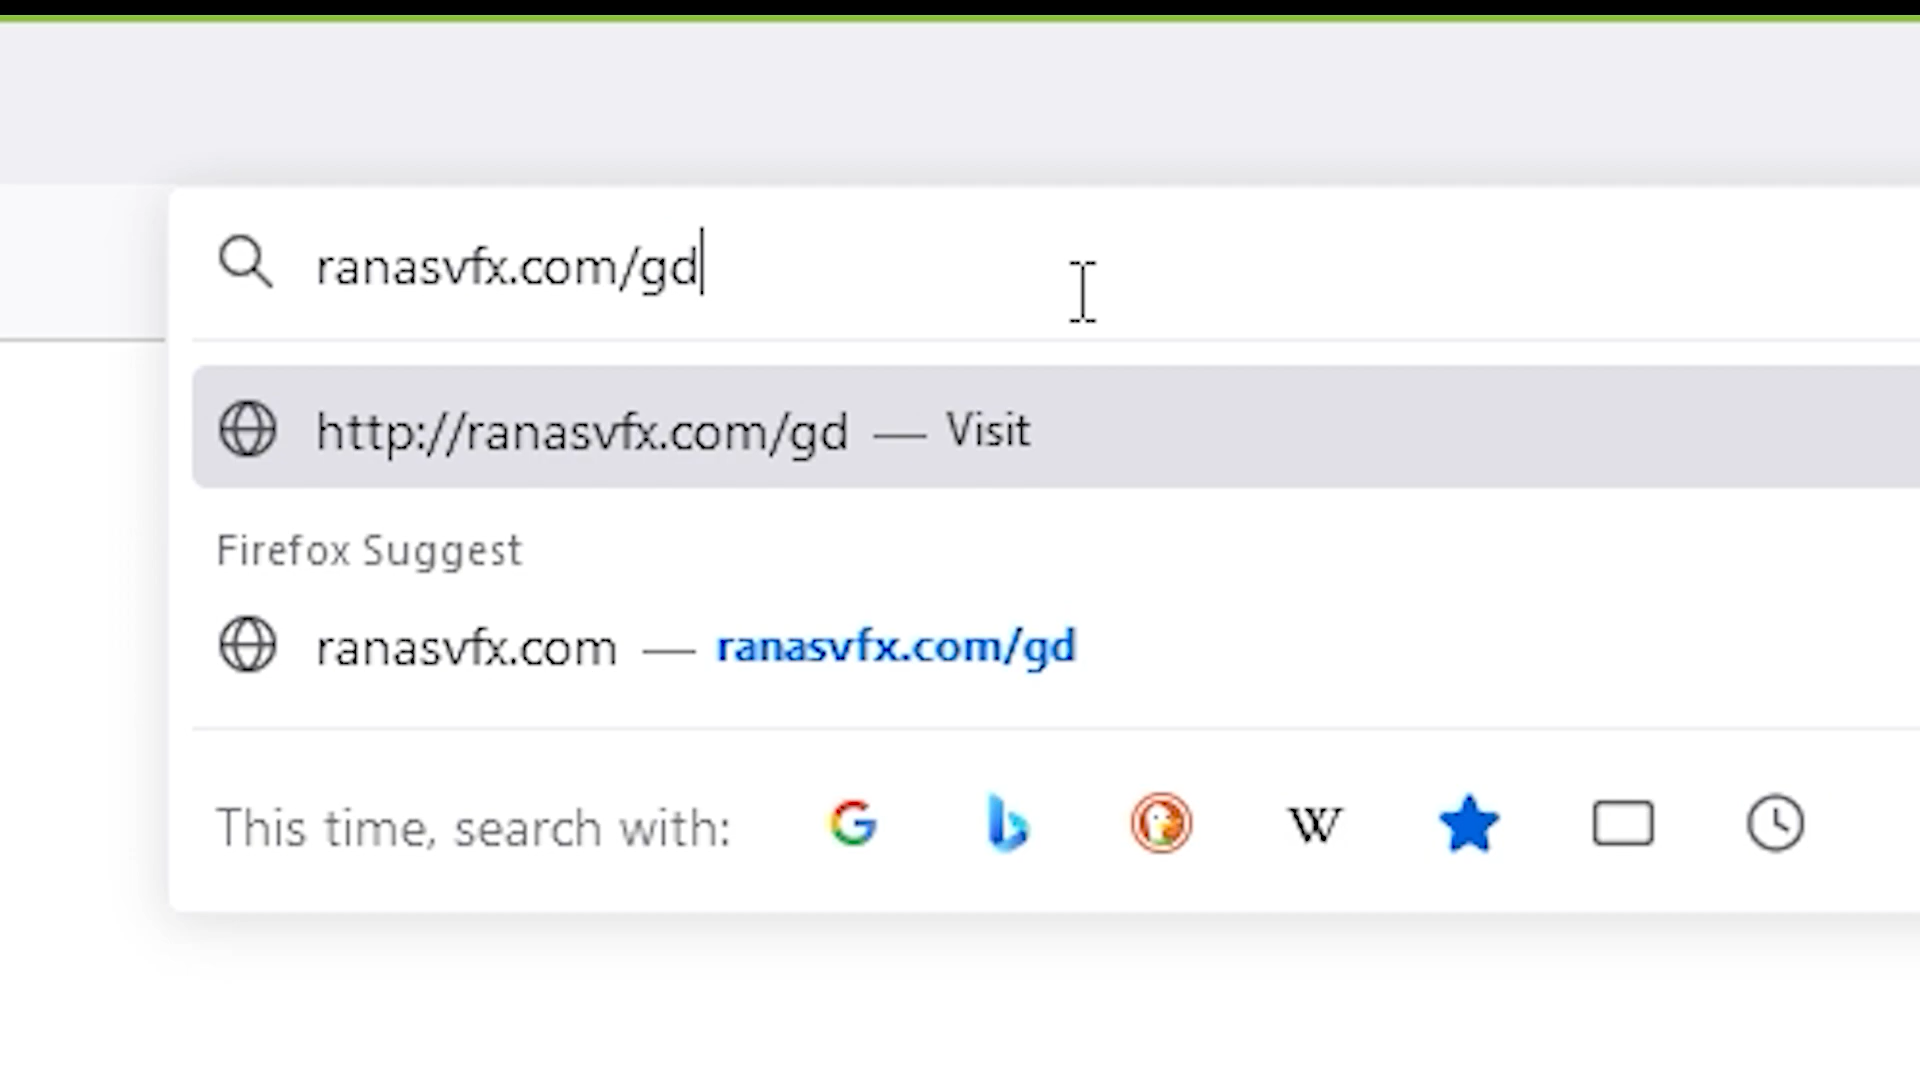 ranasvfx.com/gd
http://ranasvfx.com/gd — Visit
Firefox Suggest
ranasvfx.com — ranasvfx.com/gd
This time, search with: